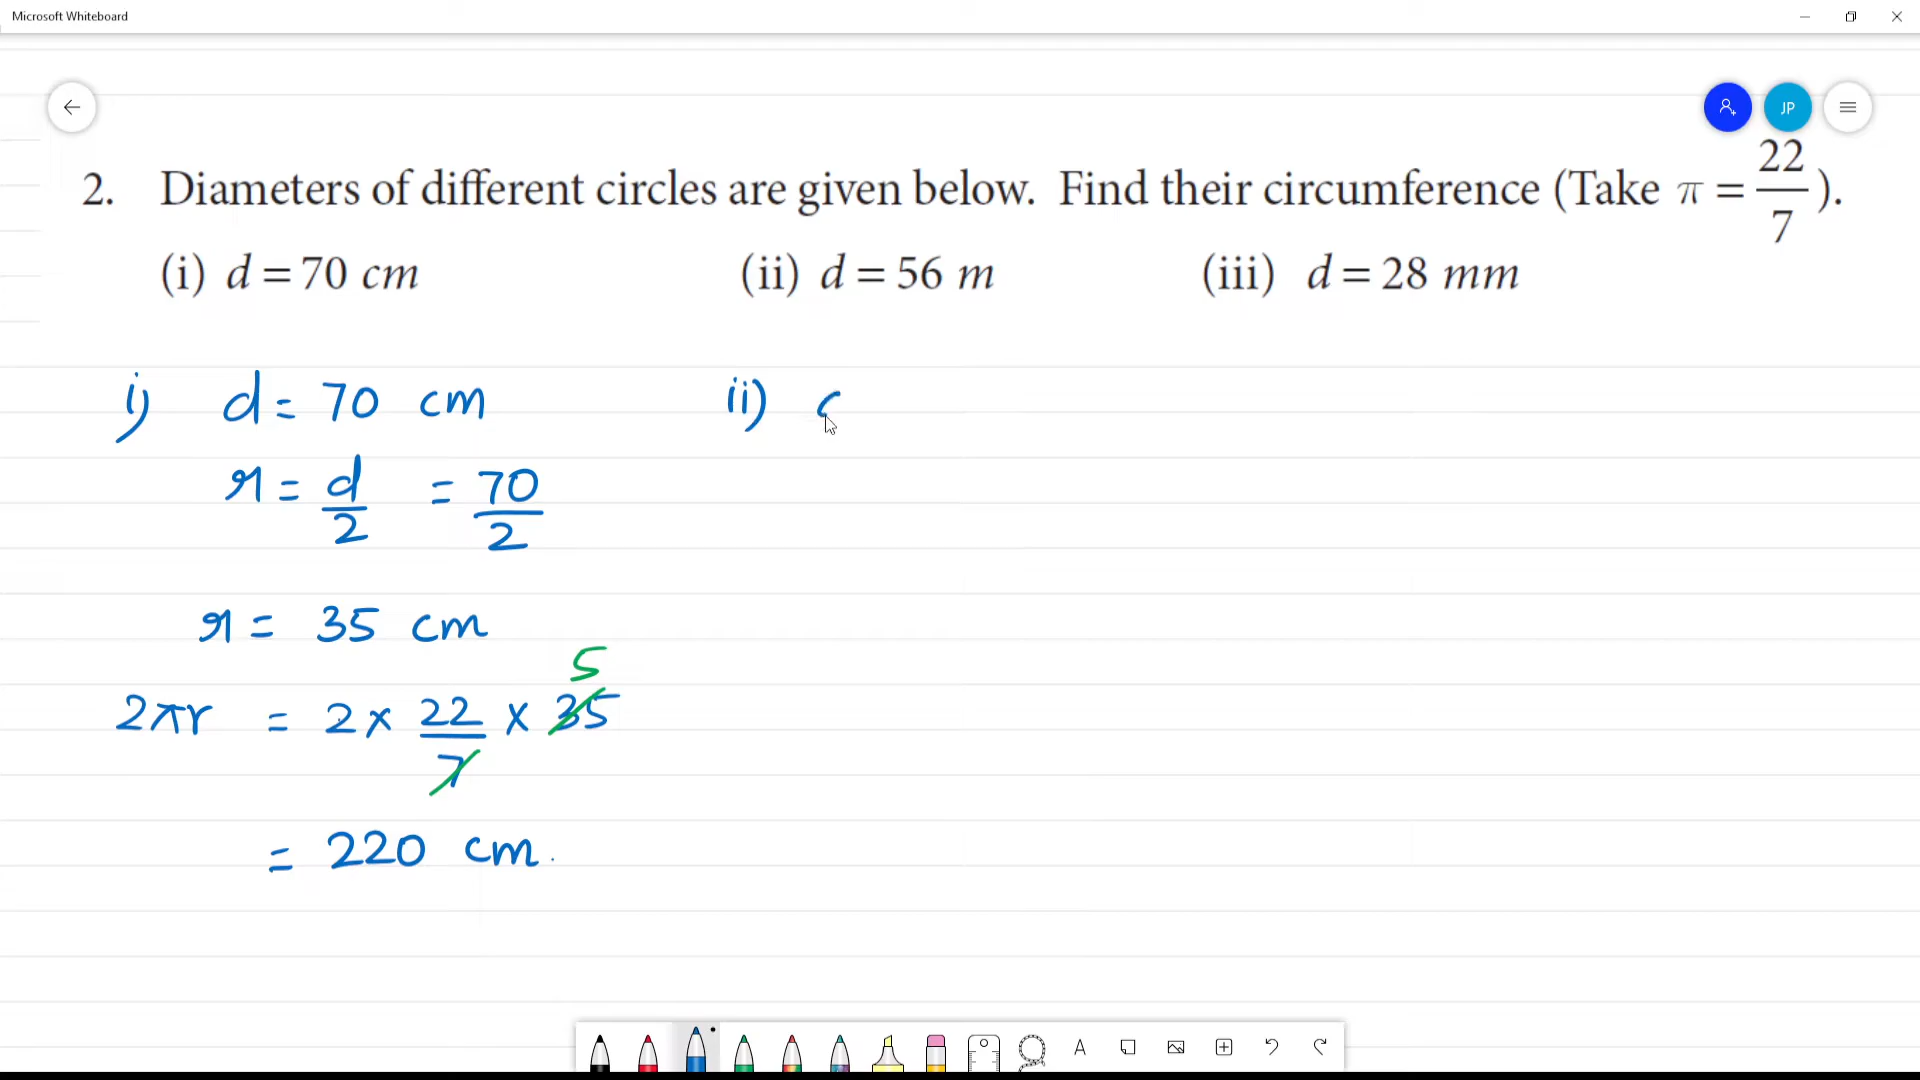 Microsoft Whiteboard
JP
2. Diameters of different circles are given below. Find their circumference (Take π = 22/7).
(i) d = 70 cm (ii) d = 56 m (iii) d = 28 mm
i) d = 70 cm
r = d/2 = 70/2
r = 35 cm
5
2πr = 2 × 22/7 × 35
= 220 cm.
ii)
A